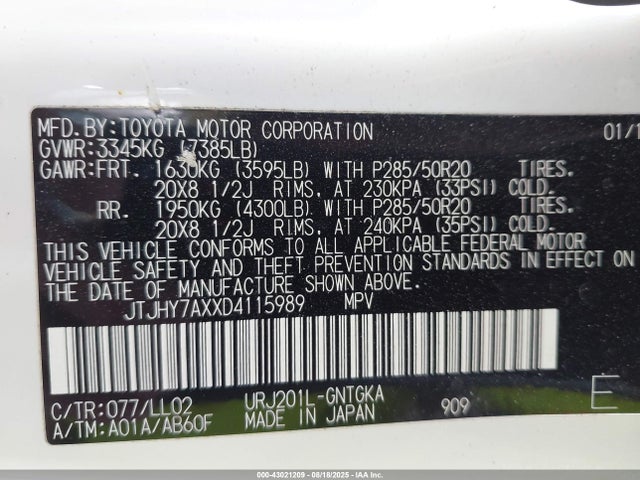 MFD. BY: TOYOTA MOTOR CORPORATION 01/1
GVWR: 3345KG (7385LB)
GAWR: FRT. 1630KG (3595LB) WITH P285/50R20 TIRES.
20X8 1/2J RIMS, AT 230KPA (33PSI) COLD.
RR. 1950KG (4300LB) WITH P285/50R20 TIRES.
20X8 1/2J RIMS, AT 240KPA (35PSI) COLD.
THIS VEHICLE CONFORMS TO ALL APPLICABLE FEDERAL MOTOR
VEHICLE SAFETY AND THEFT PREVENTION STANDARDS IN EFFECT ON
THE DATE OF MANUFACTURE SHOWN ABOVE.
JTJHY7AXXD4115989 MPV
C/TR: 077/LL02 URJ201L-GNTGKA
A/TM: A01A/AB60F MADE IN JAPAN 909 E
000-43021209 - 08/18/2025 - IAA Inc.